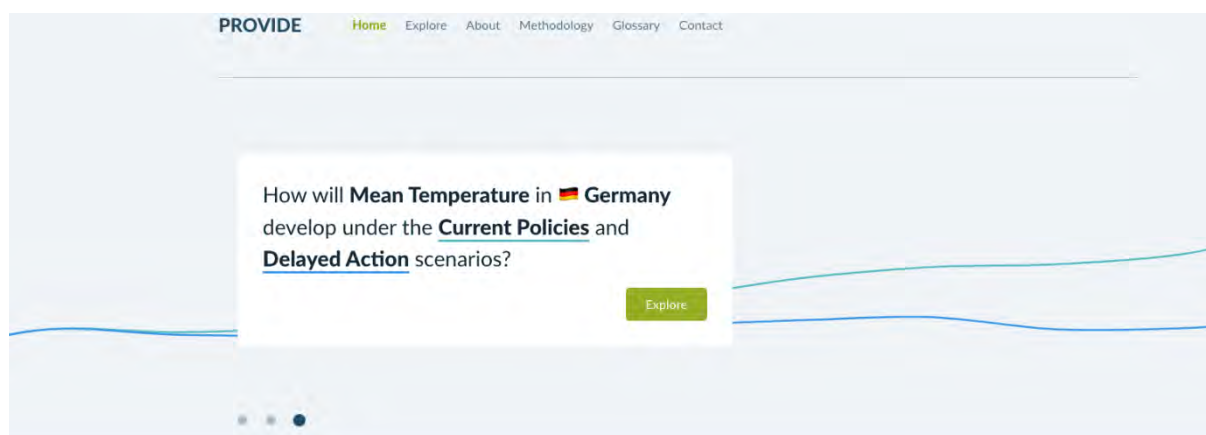 PROVIDE Home Explore About Methodology Glossary Contact
How will Mean Temperature in 🇩🇪 Germany
develop under the Current Policies and
Delayed Action scenarios?
Explore